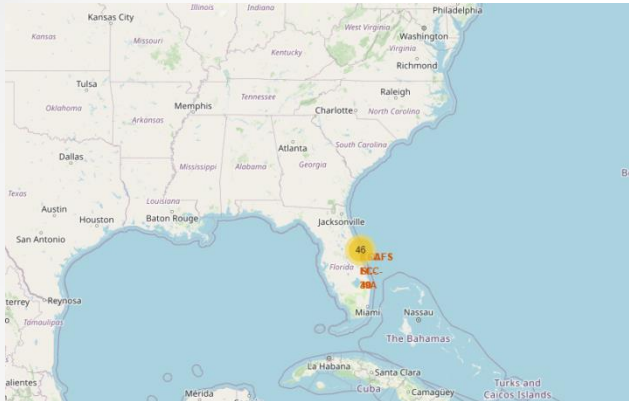 Philadelphia
Illinois
Indiana
Kansas City
West Virginia
Washington
Kansas
Missouri
Virginia
Kentucky
Richmond
Tulsa
Raleigh
Tennessee
Oklahoma
Memphis
Charlotte
North Carolina
Arkansas
Atlanta
South Carolina
Dallas
Mississippi
Alabama
Georgia
Texas
Louisiana
Austin
Baton Rouge
Jacksonville
Houston
San Antonio
46
AFS
Florida
Reynosa
Miami
Nassau
Tamaulipas
The Bahamas
La Habana
Turks and
Santa Clara
Caicos Islands
Cuba
Mérida
Camaguey